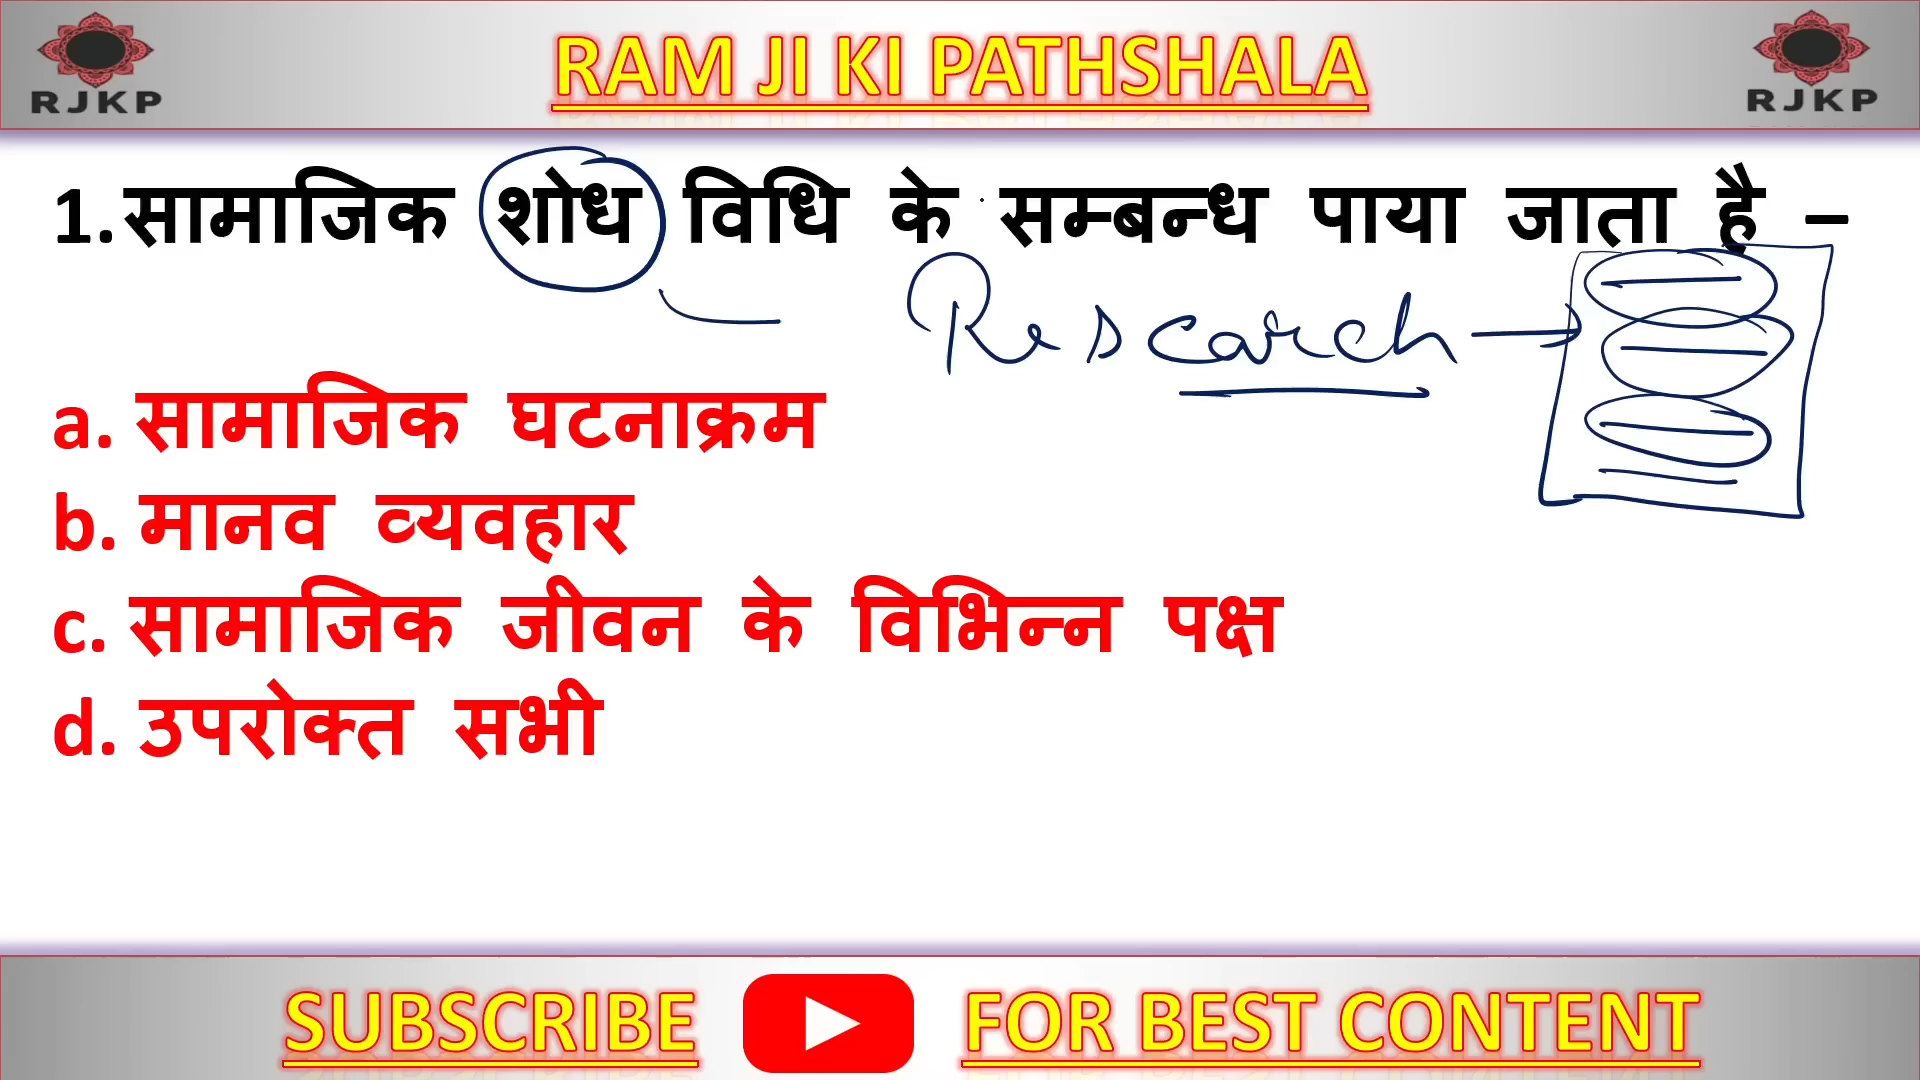 RJKP
RAM JI KI PATHSHALA
RJKP
1.सामाजिक शोध विधि के सम्बन्ध पाया जाता है –
Research
a. सामाजिक घटनाक्रम
b. मानव व्यवहार
c. सामाजिक जीवन के विभिन्न पक्ष
d. उपरोक्त सभी
SUBSCRIBE FOR BEST CONTENT